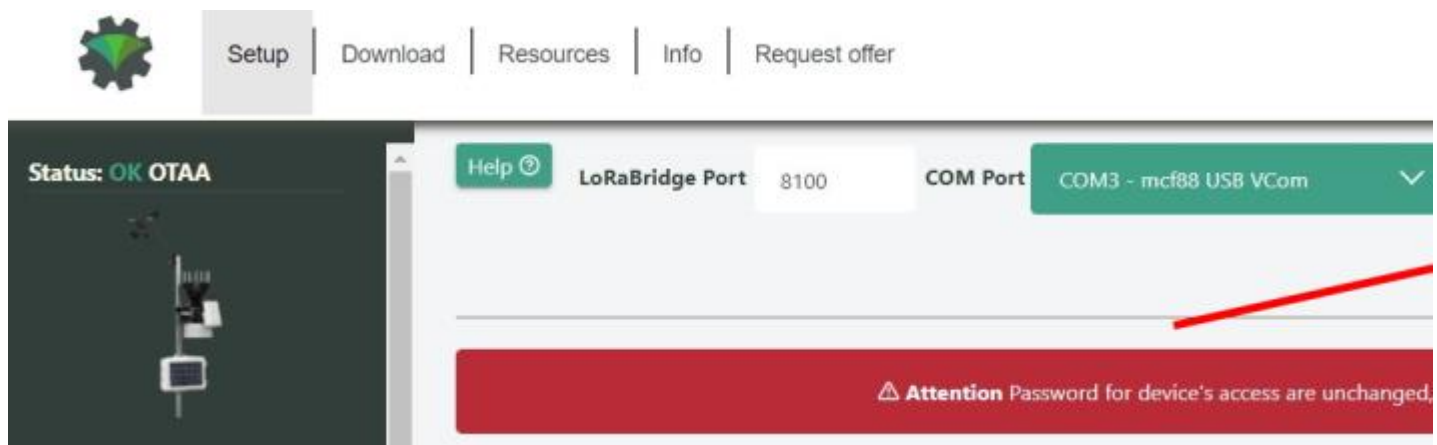 Setup Download Resources Info Request offer
Status: OK OTAA
Help
LoRaBridge Port 8100 COM Port COM3 - mcf88 USB VCom
Attention Password for device's access are unchanged,